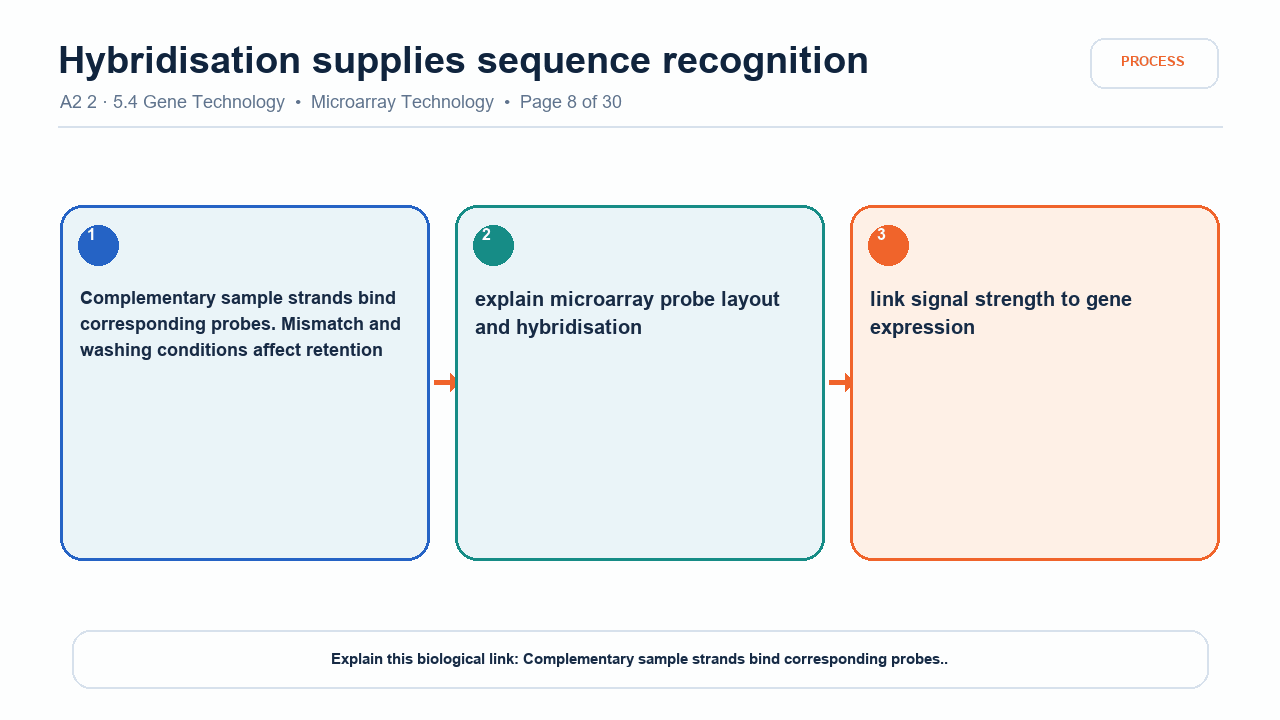 Hybridisation supplies sequence recognition
PROCESS
A2 2 · 5.4 Gene Technology • Microarray Technology • Page 8 of 30
1
Complementary sample strands bind
corresponding probes. Mismatch and
washing conditions affect retention
2
explain microarray probe layout
and hybridisation
3
link signal strength to gene
expression
Explain this biological link: Complementary sample strands bind corresponding probes..